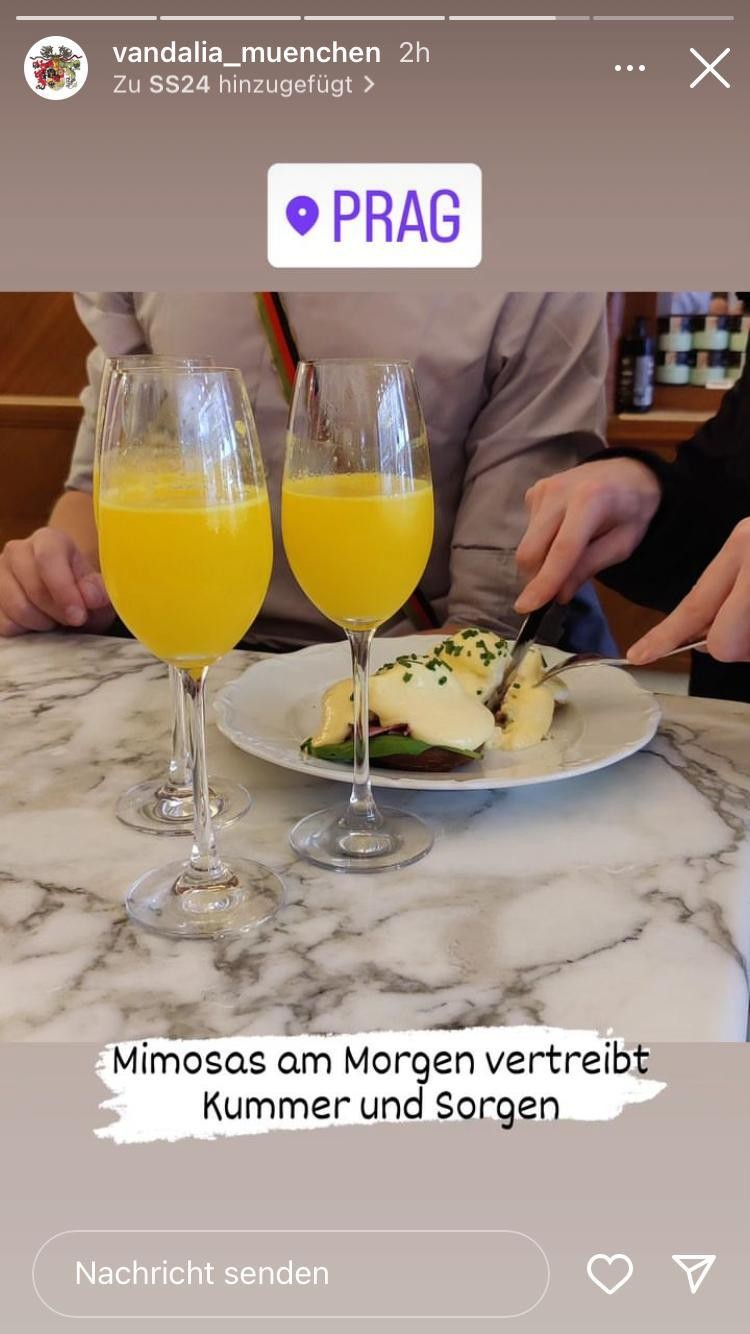 vandalia_muenchen 2h
Zu SS24 hinzugefügt >
PRAG
Mimosas am Morgen vertreibt
Kummer und Sorgen
Nachricht senden